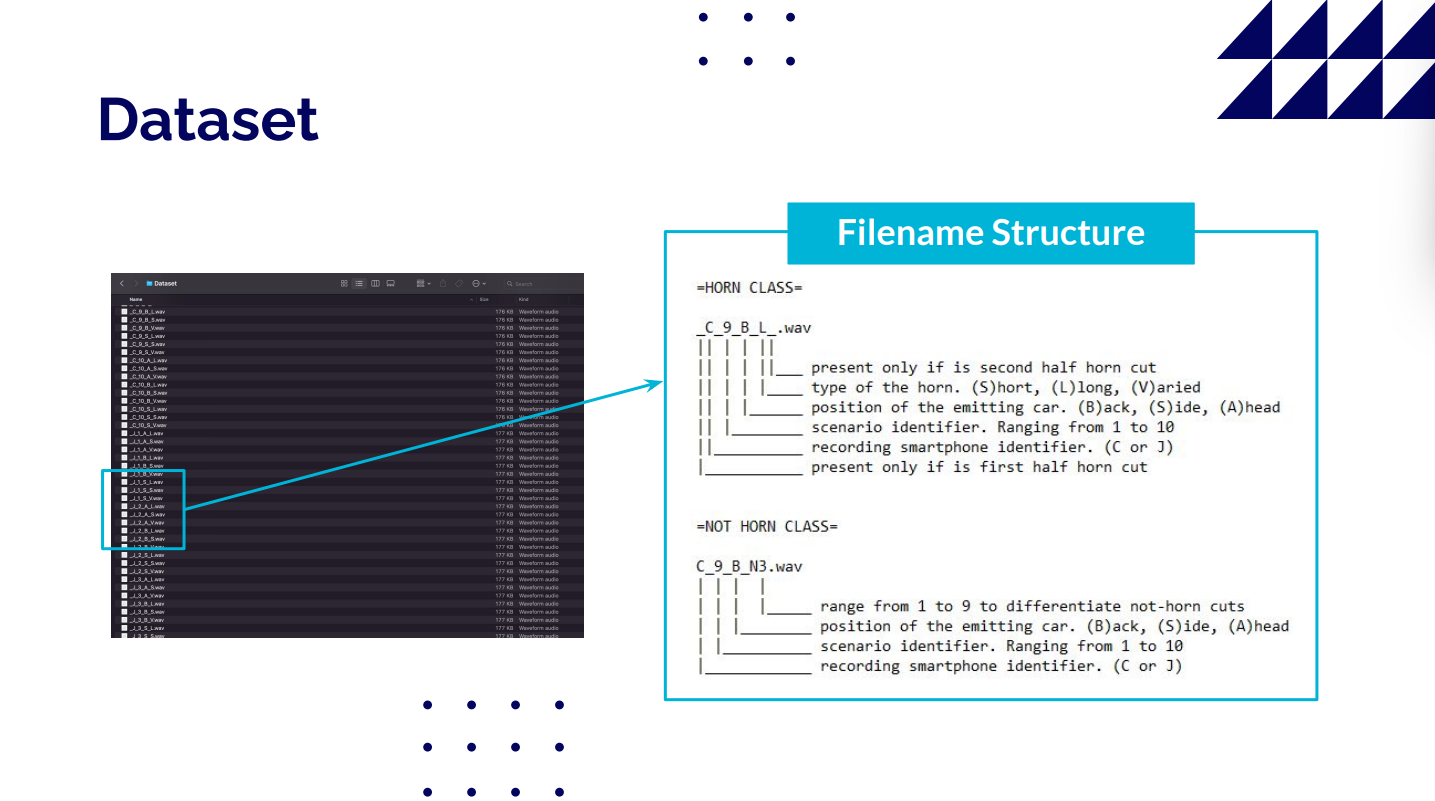 Dataset
Dataset
Search
Name
Size
Kind
_C_9_B_L.wav 176 KB Waveform audio
_C_9_B_S.wav 176 KB Waveform audio
_C_9_B_V.wav 176 KB Waveform audio
_C_9_S_L.wav 176 KB Waveform audio
_C_9_S_S.wav 176 KB Waveform audio
_C_9_S_V.wav 176 KB Waveform audio
_C_10_A_L.wav 176 KB Waveform audio
_C_10_A_S.wav 176 KB Waveform audio
_C_10_A_V.wav 176 KB Waveform audio
_C_10_B_L.wav 176 KB Waveform audio
_C_10_B_S.wav 176 KB Waveform audio
_C_10_B_V.wav 176 KB Waveform audio
_C_10_S_L.wav 176 KB Waveform audio
_C_10_S_S.wav 176 KB Waveform audio
_C_10_S_V.wav 176 KB Waveform audio
_J_1_A_L.wav 177 KB Waveform audio
_J_1_A_S.wav 177 KB Waveform audio
_J_1_A_V.wav 177 KB Waveform audio
_J_1_B_L.wav 177 KB Waveform audio
_J_1_B_S.wav 177 KB Waveform audio
_J_1_B_V.wav 177 KB Waveform audio
_J_1_S_L.wav 177 KB Waveform audio
_J_1_S_S.wav 177 KB Waveform audio
_J_1_S_V.wav 177 KB Waveform audio
_J_2_A_L.wav 177 KB Waveform audio
_J_2_A_S.wav 177 KB Waveform audio
_J_2_A_V.wav 177 KB Waveform audio
_J_2_B_L.wav 177 KB Waveform audio
_J_2_B_S.wav 177 KB Waveform audio
_J_2_B_V.wav 177 KB Waveform audio
_J_2_S_L.wav 177 KB Waveform audio
_J_2_S_S.wav 177 KB Waveform audio
_J_2_S_V.wav 177 KB Waveform audio
_J_3_A_L.wav 177 KB Waveform audio
_J_3_A_S.wav 177 KB Waveform audio
_J_3_A_V.wav 177 KB Waveform audio
_J_3_B_L.wav 177 KB Waveform audio
_J_3_B_S.wav 177 KB Waveform audio
_J_3_B_V.wav 177 KB Waveform audio
_J_3_S_L.wav 177 KB Waveform audio
_J_3_S_S.wav 177 KB Waveform audio
Filename Structure
=HORN CLASS=
_C_9_B_L_.wav
present only if is second half horn cut
type of the horn. (S)hort, (L)long, (V)aried
position of the emitting car. (B)ack, (S)ide, (A)head
scenario identifier. Ranging from 1 to 10
recording smartphone identifier. (C or J)
present only if is first half horn cut
=NOT HORN CLASS=
C_9_B_N3.wav
range from 1 to 9 to differentiate not-horn cuts
position of the emitting car. (B)ack, (S)ide, (A)head
scenario identifier. Ranging from 1 to 10
recording smartphone identifier. (C or J)